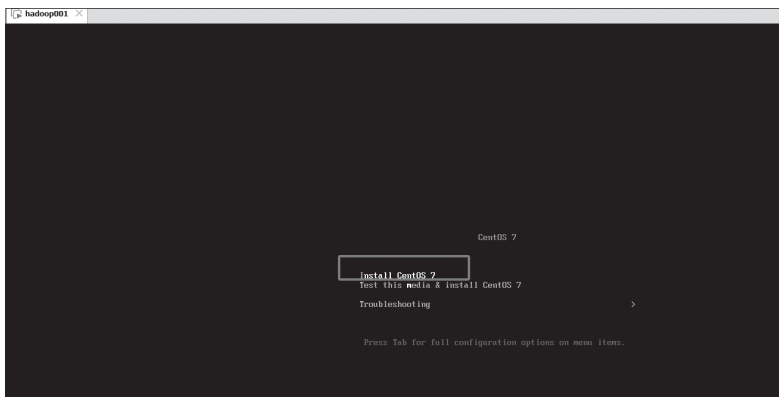 hadoop001
CentOS 7
Install CentOS 7
Test this media & install CentOS 7
Troubleshooting >
Press Tab for full configuration options on menu items.